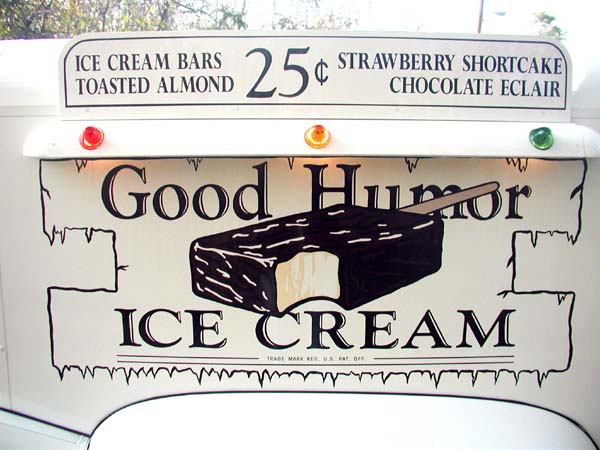 ICE CREAM BARS
TOASTED ALMOND
25¢
STRAWBERRY SHORTCAKE
CHOCOLATE ECLAIR
Good Humor
ICE CREAM
TRADE MARK REG. U.S. PAT. OFF.